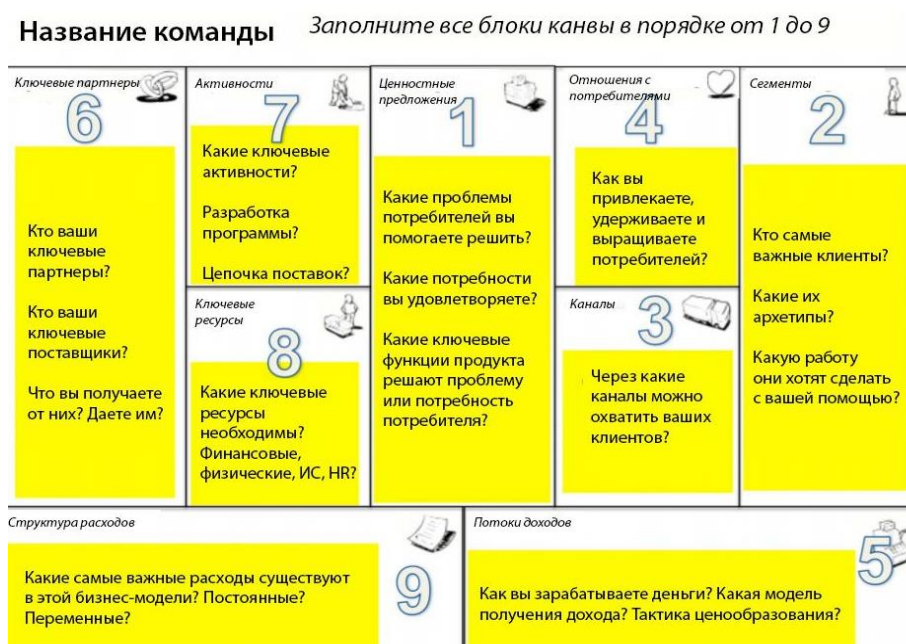 Название команды
Заполните все блоки канвы в порядке от 1 до 9
Ключевые партнеры
6
Кто ваши
ключевые
партнеры?
Кто ваши
ключевые
поставщики?
Что вы получаете
от них? Даете им?
Активности
7
Какие ключевые
активности?
Разработка
программы?
Цепочка поставок?
Ключевые
ресурсы
8
Какие ключевые
ресурсы
необходимы?
Финансовые,
физические, ИС, HR?
Ценностные
предложения
1
Какие проблемы
потребителей вы
помогаете решить?
Какие потребности
вы удовлетворяете?
Какие ключевые
функции продукта
решают проблему
или потребность
потребителя?
Отношения с
потребителями
4
Как вы
привлекаете,
удерживаете и
выращиваете
потребителей?
Каналы
3
Через какие
каналы можно
охватить ваших
клиентов?
Сегменты
2
Кто самые
важные клиенты?
Какие их
архетипы?
Какую работу
они хотят сделать
с вашей помощью?
Структура расходов
9
Какие самые важные расходы существуют
в этой бизнес-модели? Постоянные?
Переменные?
Потоки доходов
5
Как вы зарабатываете деньги? Какая модель
получения дохода? Тактика ценообразования?